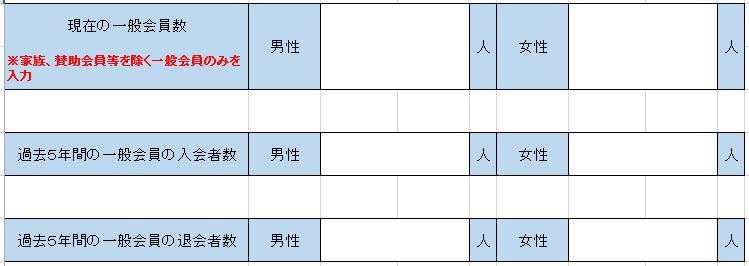 現在の一般会員数
※家族、賛助会員等を除く一般会員のみを
入力
男性
人
女性
人
過去5年間の一般会員の入会者数
男性
人
女性
人
過去5年間の一般会員の退会者数
男性
人
女性
人